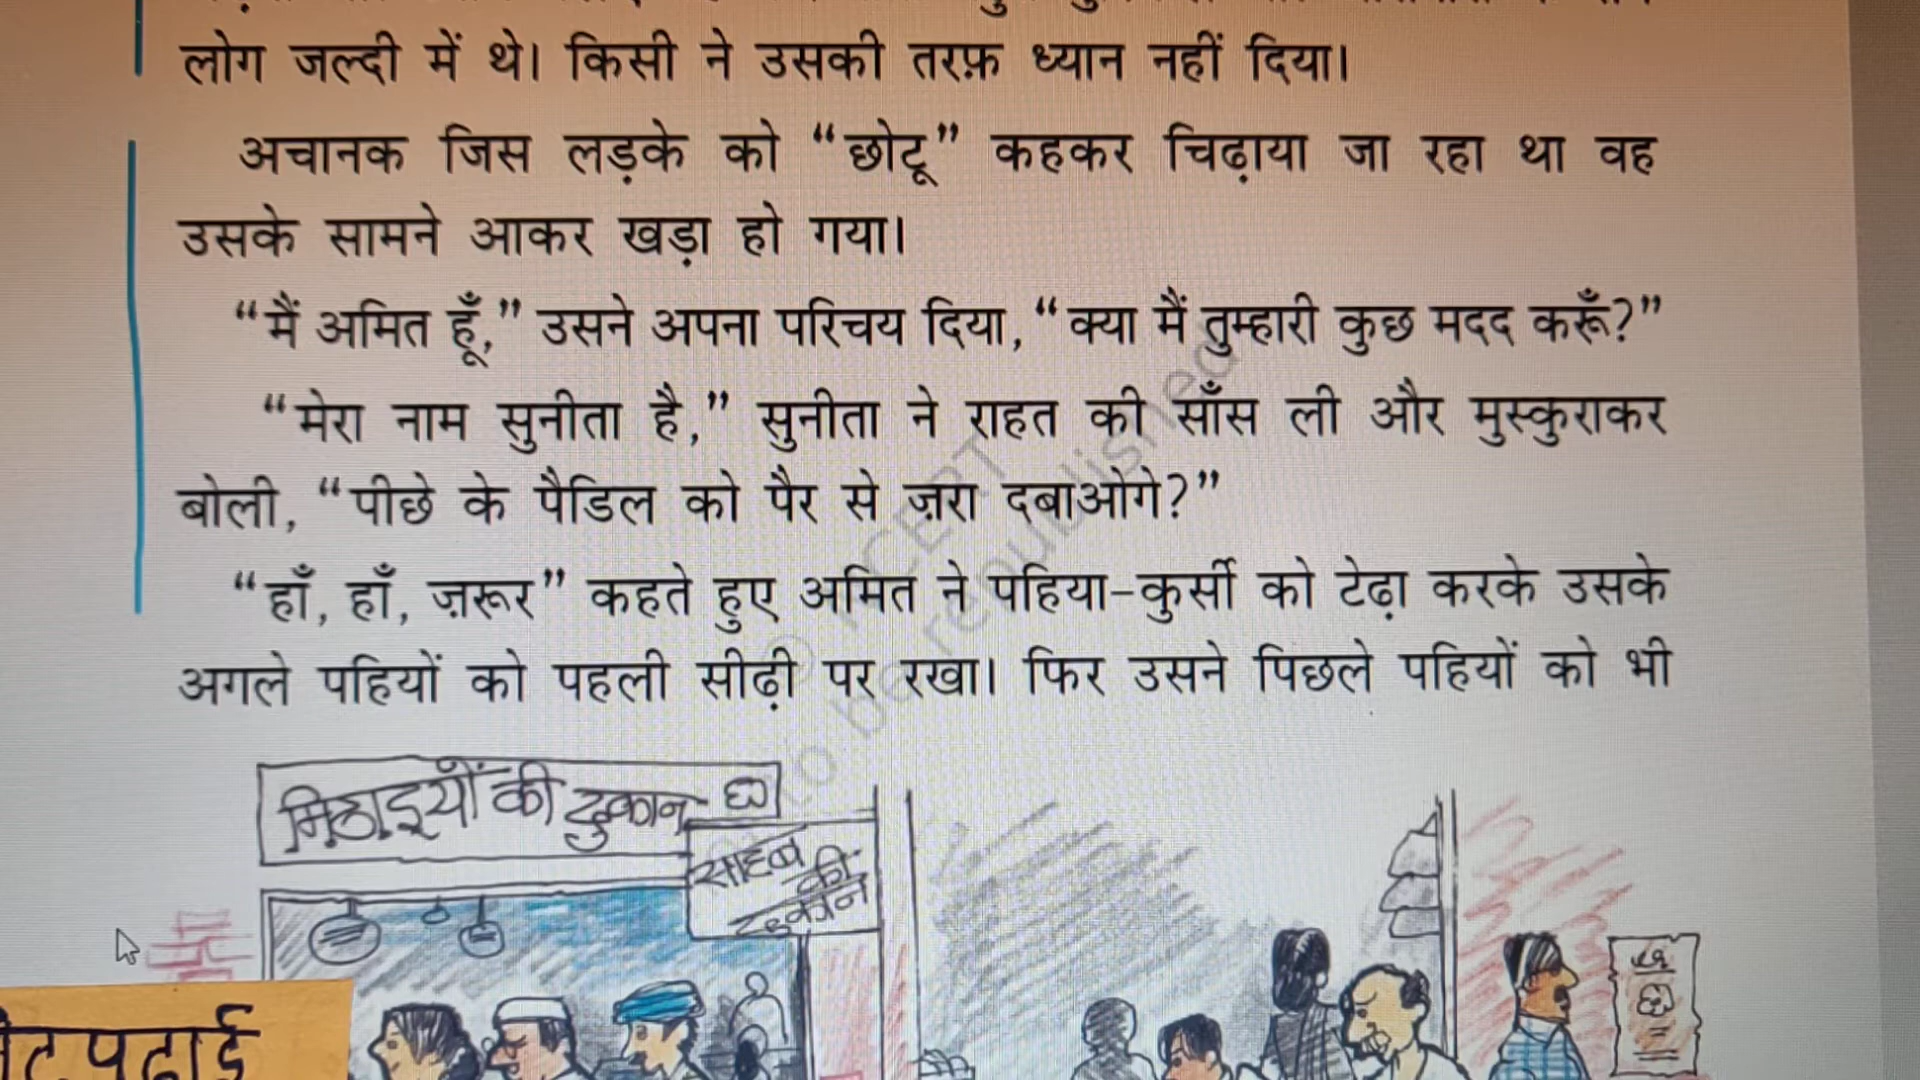 लोग जल्दी में थे। किसी ने उसकी तरफ़ ध्यान नहीं दिया।
अचानक जिस लड़के को “छोटू” कहकर चिढ़ाया जा रहा था वह
उसके सामने आकर खड़ा हो गया।
“मैं अमित हूँ,” उसने अपना परिचय दिया, “क्या मैं तुम्हारी कुछ मदद करूँ?”
“मेरा नाम सुनीता है,” सुनीता ने राहत की साँस ली और मुस्कुराकर
बोली, “पीछे के पैडिल को पैर से ज़रा दबाओगे?”
“हाँ, हाँ, ज़रूर” कहते हुए अमित ने पहिया-कुर्सी को टेढ़ा करके उसके
अगले पहियों को पहली सीढ़ी पर रखा। फिर उसने पिछले पहियों को भी
मिठाइयों की दुकान
साहब
की
दुकान